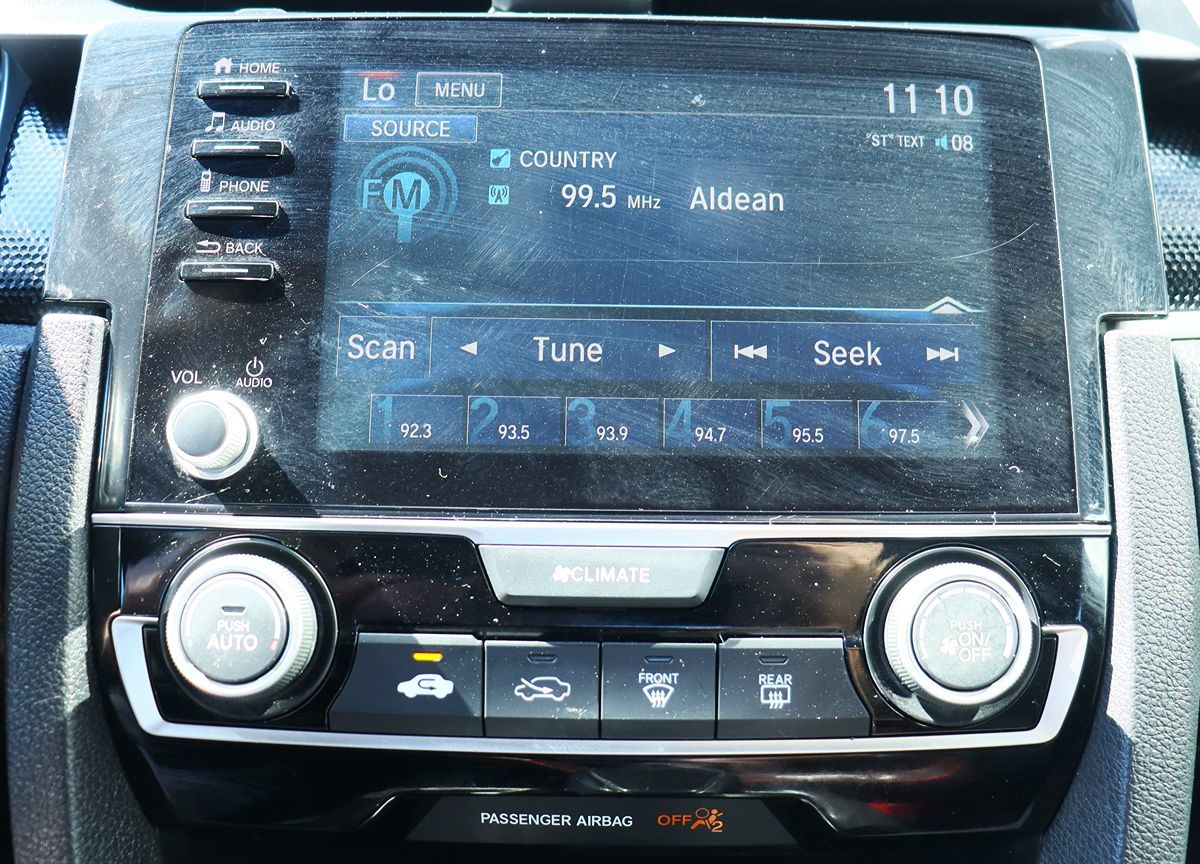 HOME
AUDIO
PHONE
BACK
VOL
AUDIO
Lo MENU 11 10
SOURCE "ST" TEXT 08
FM
COUNTRY
99.5 MHz Aldean
Scan Tune Seek
1 92.3 2 93.5 3 93.9 4 94.7 5 95.5 6 97.5
CLIMATE
PUSH
AUTO
FRONT
REAR
PUSH
ON/
OFF
PASSENGER AIRBAG OFF 2